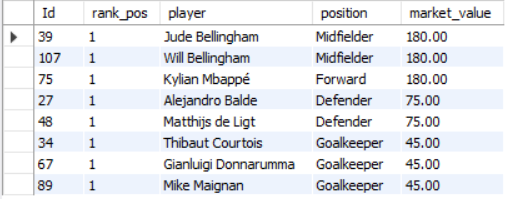 Id rank_pos player position market_value
39 1 Jude Bellingham Midfielder 180.00
107 1 Will Bellingham Midfielder 180.00
75 1 Kylian Mbappé Forward 180.00
27 1 Alejandro Balde Defender 75.00
48 1 Matthijs de Ligt Defender 75.00
34 1 Thibaut Courtois Goalkeeper 45.00
67 1 Gianluigi Donnarumma Goalkeeper 45.00
89 1 Mike Maignan Goalkeeper 45.00